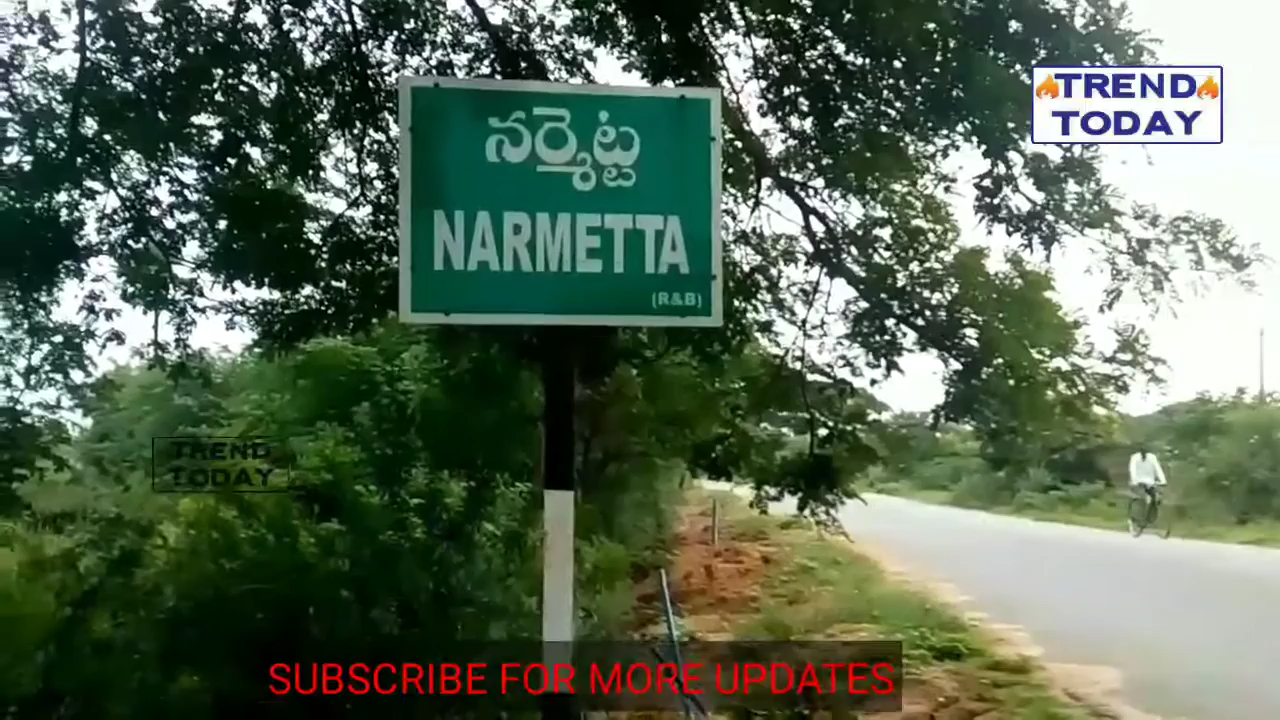 TREND
TODAY
నర్మెట్ట
NARMETTA
(R&B)
TREND
TODAY
SUBSCRIBE FOR MORE UPDATES